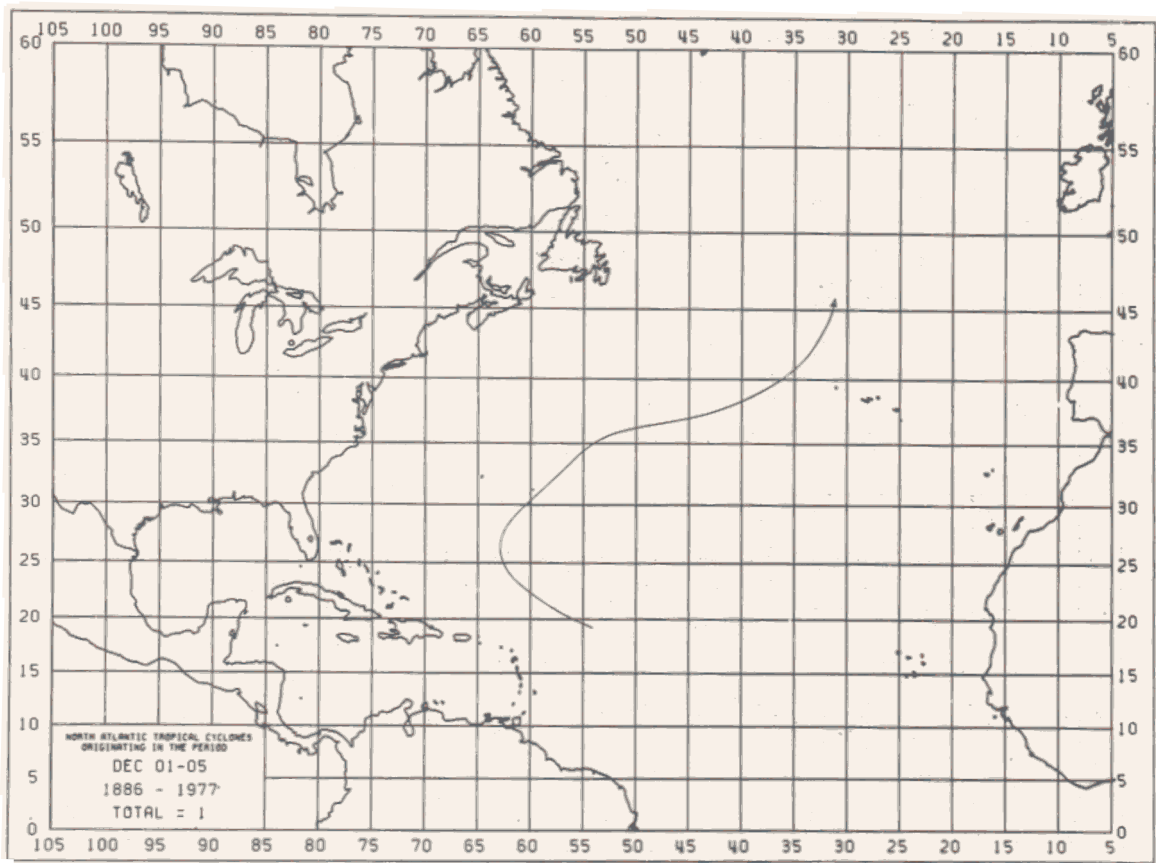 105 100 95 90 85 80 75 70 65 60 55 50 45 40 35 30 25 20 15 10 5
60 60
55 55
50 50
45 45
40 40
35 35
30 30
25 25
20 20
15 15
10 10
NORTH ATLANTIC TROPICAL CYCLONES
ORIGINATING IN THE PERIOD
DEC 01-05
1886 - 1977
TOTAL = 1
5 5
0 0
105 100 95 90 85 80 75 70 65 60 55 50 45 40 35 30 25 20 15 10 5